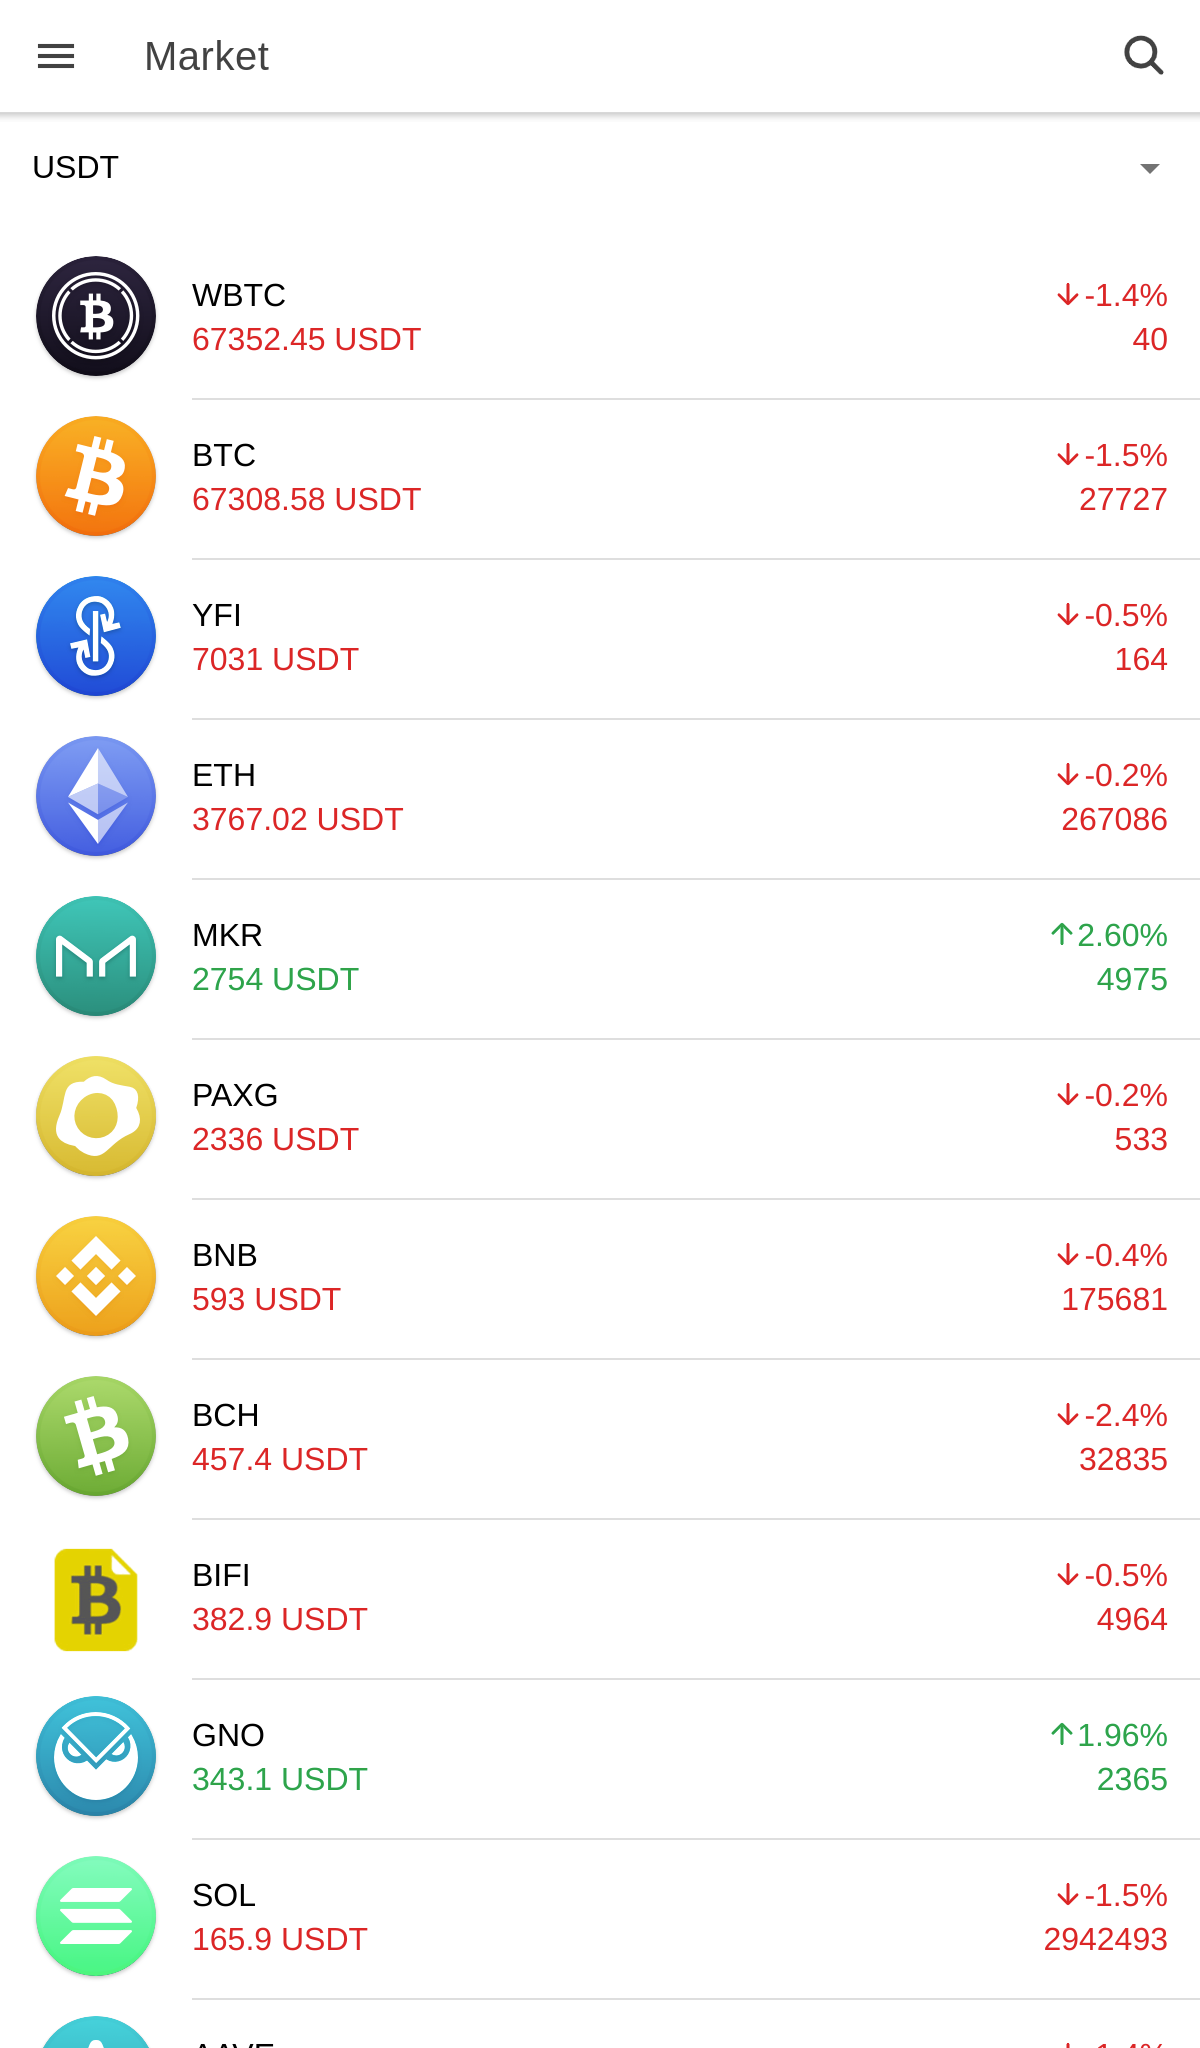 Market
USDT
WBTC -1.4%
67352.45 USDT 40
BTC -1.5%
67308.58 USDT 27727
YFI -0.5%
7031 USDT 164
ETH -0.2%
3767.02 USDT 267086
MKR 2.60%
2754 USDT 4975
PAXG -0.2%
2336 USDT 533
BNB -0.4%
593 USDT 175681
BCH -2.4%
457.4 USDT 32835
BIFI -0.5%
382.9 USDT 4964
GNO 1.96%
343.1 USDT 2365
SOL -1.5%
165.9 USDT 2942493